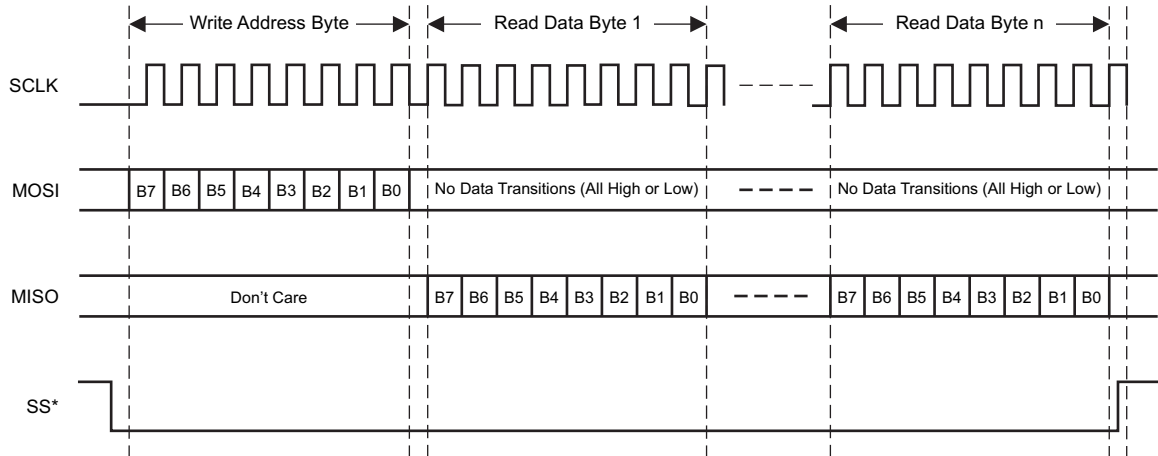 Write Address Byte Read Data Byte 1 Read Data Byte n
SCLK
MOSI B7 B6 B5 B4 B3 B2 B1 B0 No Data Transitions (All High or Low) No Data Transitions (All High or Low)
MISO Don't Care B7 B6 B5 B4 B3 B2 B1 B0 B7 B6 B5 B4 B3 B2 B1 B0
SS*